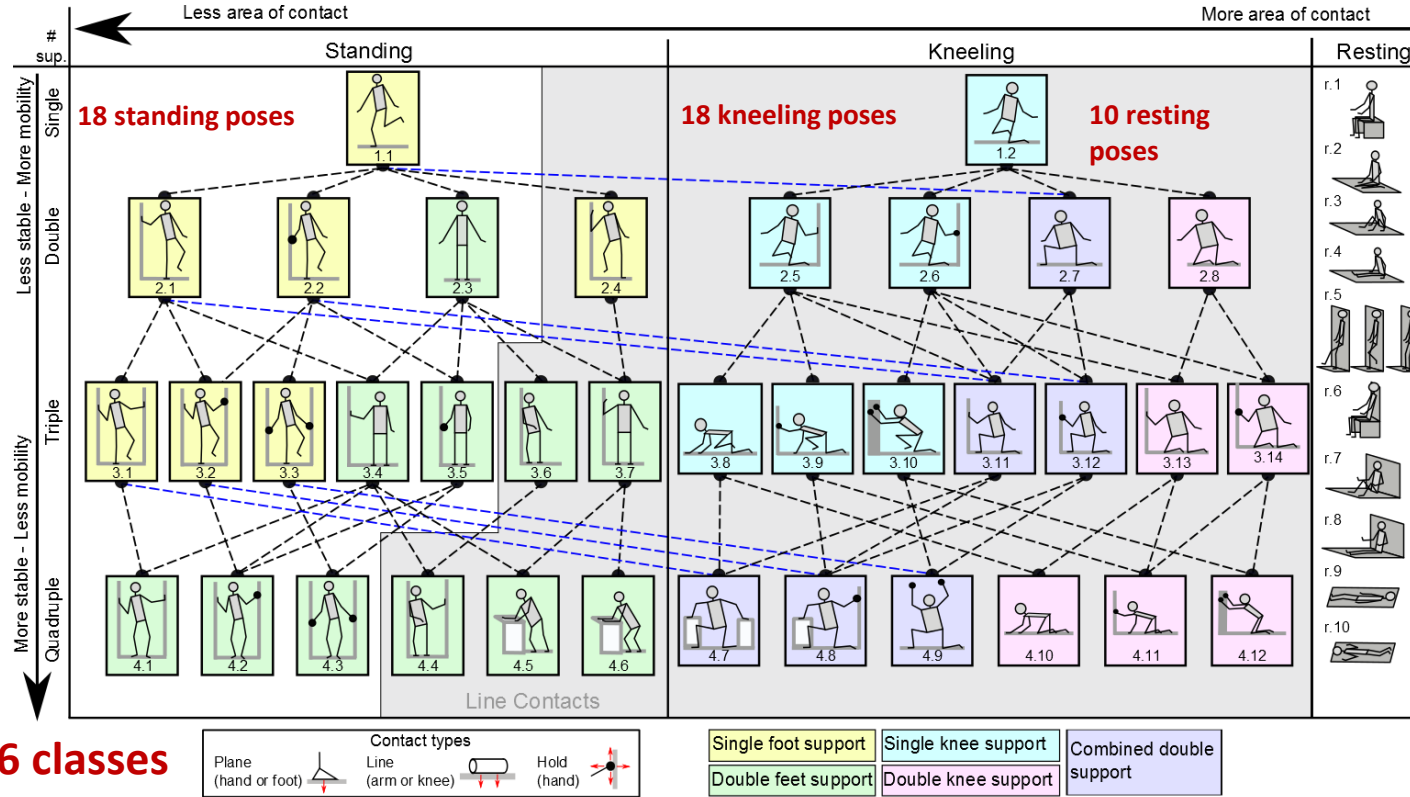 Less area of contact
More area of contact
#
sup.
Standing
Kneeling
Resting
Less stable - More mobility
More stable - Less mobility
Single
Double
Triple
Quadruple
18 standing poses
18 kneeling poses
10 resting
poses
1.1
1.2
2.1
2.2
2.3
2.4
2.5
2.6
2.7
2.8
3.1
3.2
3.3
3.4
3.5
3.6
3.7
3.8
3.9
3.10
3.11
3.12
3.13
3.14
4.1
4.2
4.3
4.4
4.5
4.6
4.7
4.8
4.9
4.10
4.11
4.12
r.1
r.2
r.3
r.4
r.5
r.6
r.7
r.8
r.9
r.10
Line Contacts
6 classes
Contact types
Plane
(hand or foot)
Line
(arm or knee)
Hold
(hand)
Single foot support
Double feet support
Single knee support
Double knee support
Combined double
support